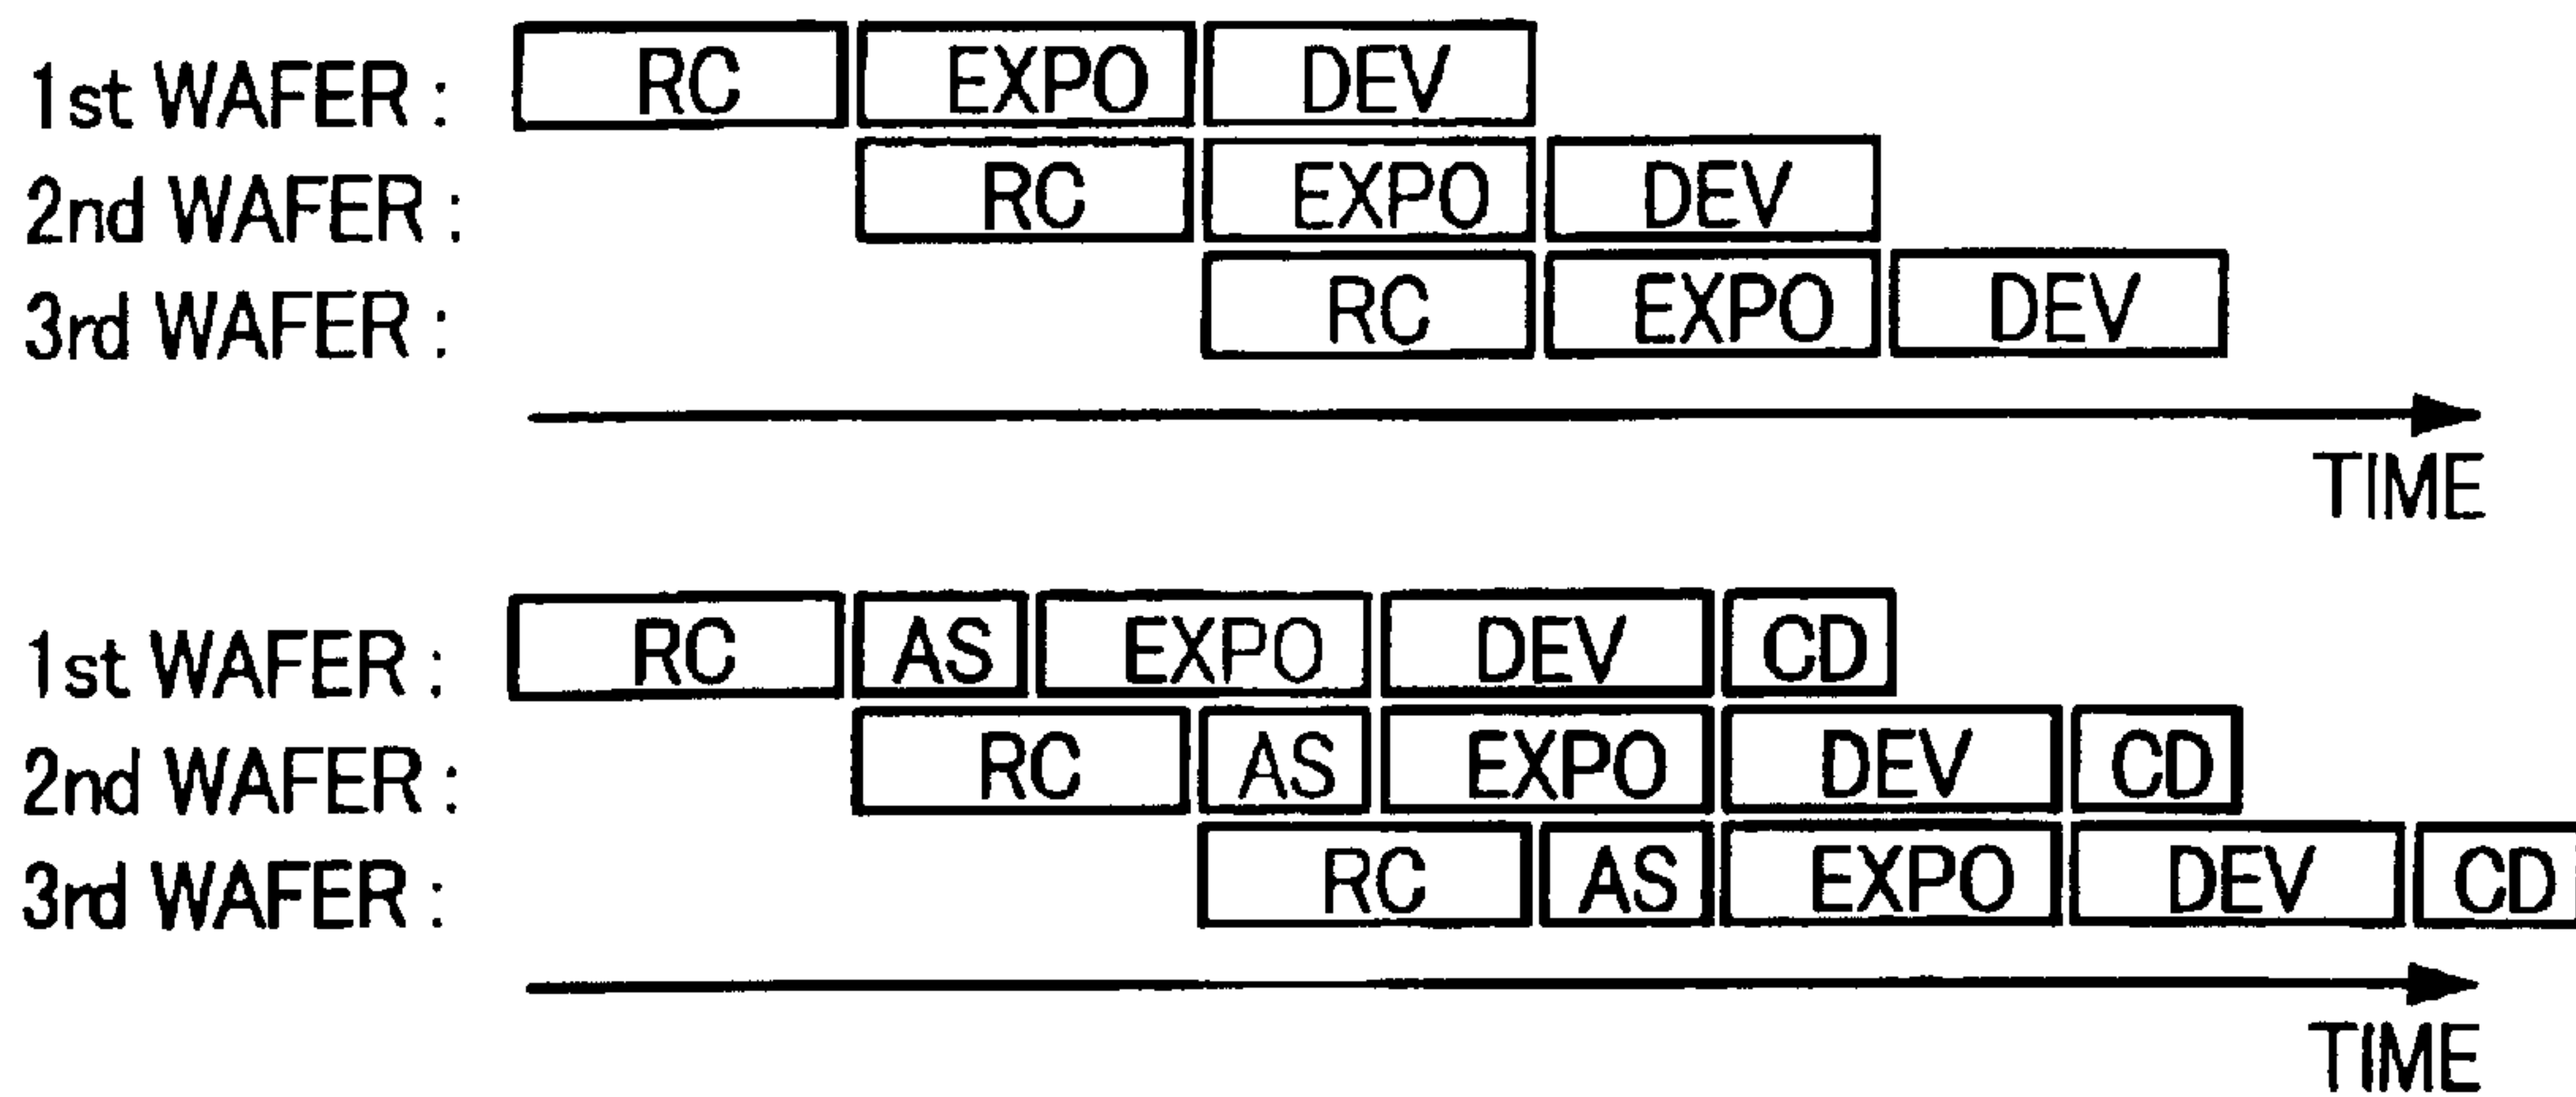 1st WAFER : RC EXPO DEV
2nd WAFER : RC EXPO DEV
3rd WAFER : RC EXPO DEV
TIME
1st WAFER : RC AS EXPO DEV CD
2nd WAFER : RC AS EXPO DEV CD
3rd WAFER : RC AS EXPO DEV CD
TIME